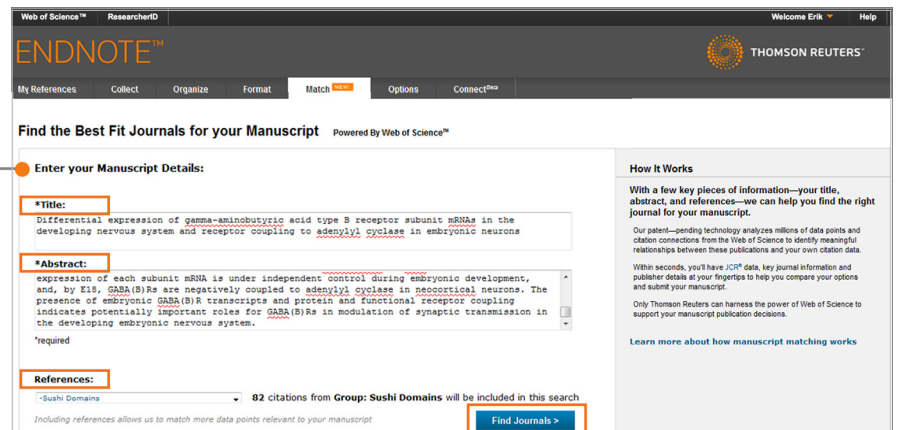 Web of Science™ ResearcherID Welcome Erik Help
ENDNOTE™
THOMSON REUTERS™
My References Collect Organize Format Match NEW! Options Connect Beta
Find the Best Fit Journals for your Manuscript Powered By Web of Science™
Enter your Manuscript Details:
*Title:
Differential expression of gamma-aminobutyric acid type B receptor subunit mRNAs in the
developing nervous system and receptor coupling to adenylyl cyclase in embryonic neurons
*Abstract:
expression of each subunit mRNA is under independent control during embryonic development,
and, by E18, GABA(B)Rs are negatively coupled to adenylyl cyclase in neocortical neurons. The
presence of embryonic GABA(B)R transcripts and protein and functional receptor coupling
indicates potentially important roles for GABA(B)Rs in modulation of synaptic transmission in
the developing embryonic nervous system.
*required
References:
-Sushi Domains 82 citations from Group: Sushi Domains will be included in this search
Including references allows us to match more data points relevant to your manuscript
Find Journals >
How It Works
With a few key pieces of information—your title,
abstract, and references—we can help you find the right
journal for your manuscript.
Our patent—pending technology analyzes millions of data points and
citation connections from the Web of Science to identify meaningful
relationships between these publications and your own citation data.
Within seconds, you'll have JCR® data, key journal information and
publisher details at your fingertips to help you compare your options
and submit your manuscript.
Only Thomson Reuters can harness the power of Web of Science to
support your manuscript publication decisions.
Learn more about how manuscript matching works